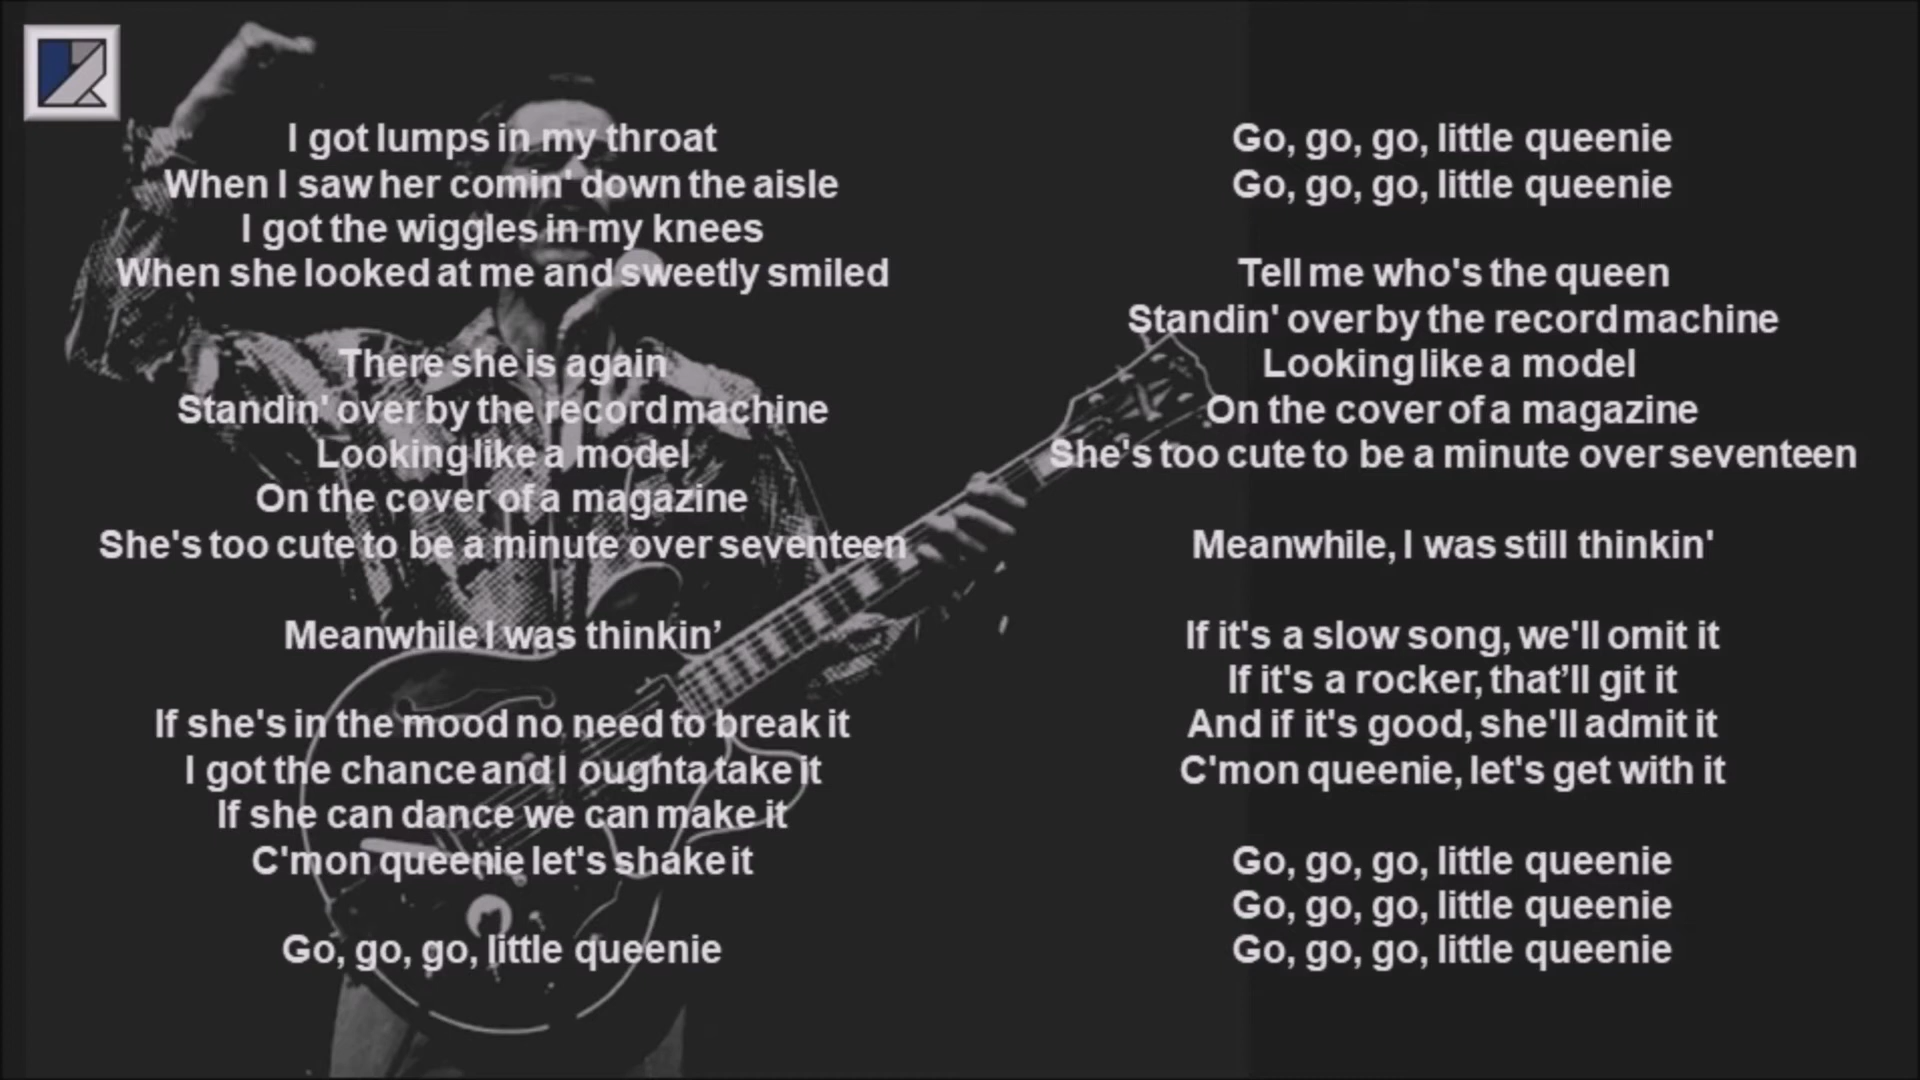 I got lumps in my throat
When I saw her comin' down the aisle
I got the wiggles in my knees
When she looked at me and sweetly smiled
There she is again
Standin' over by the record machine
Looking like a model
On the cover of a magazine
She's too cute to be a minute over seventeen
Meanwhile I was thinkin’
If she's in the mood no need to break it
I got the chance and I oughta take it
If she can dance we can make it
C'mon queenie let's shake it
Go, go, go, little queenie
Go, go, go, little queenie
Go, go, go, little queenie
Tell me who's the queen
Standin' over by the record machine
Looking like a model
On the cover of a magazine
She's too cute to be a minute over seventeen
Meanwhile, I was still thinkin'
If it's a slow song, we'll omit it
If it's a rocker, that’ll git it
And if it's good, she'll admit it
C'mon queenie, let's get with it
Go, go, go, little queenie
Go, go, go, little queenie
Go, go, go, little queenie